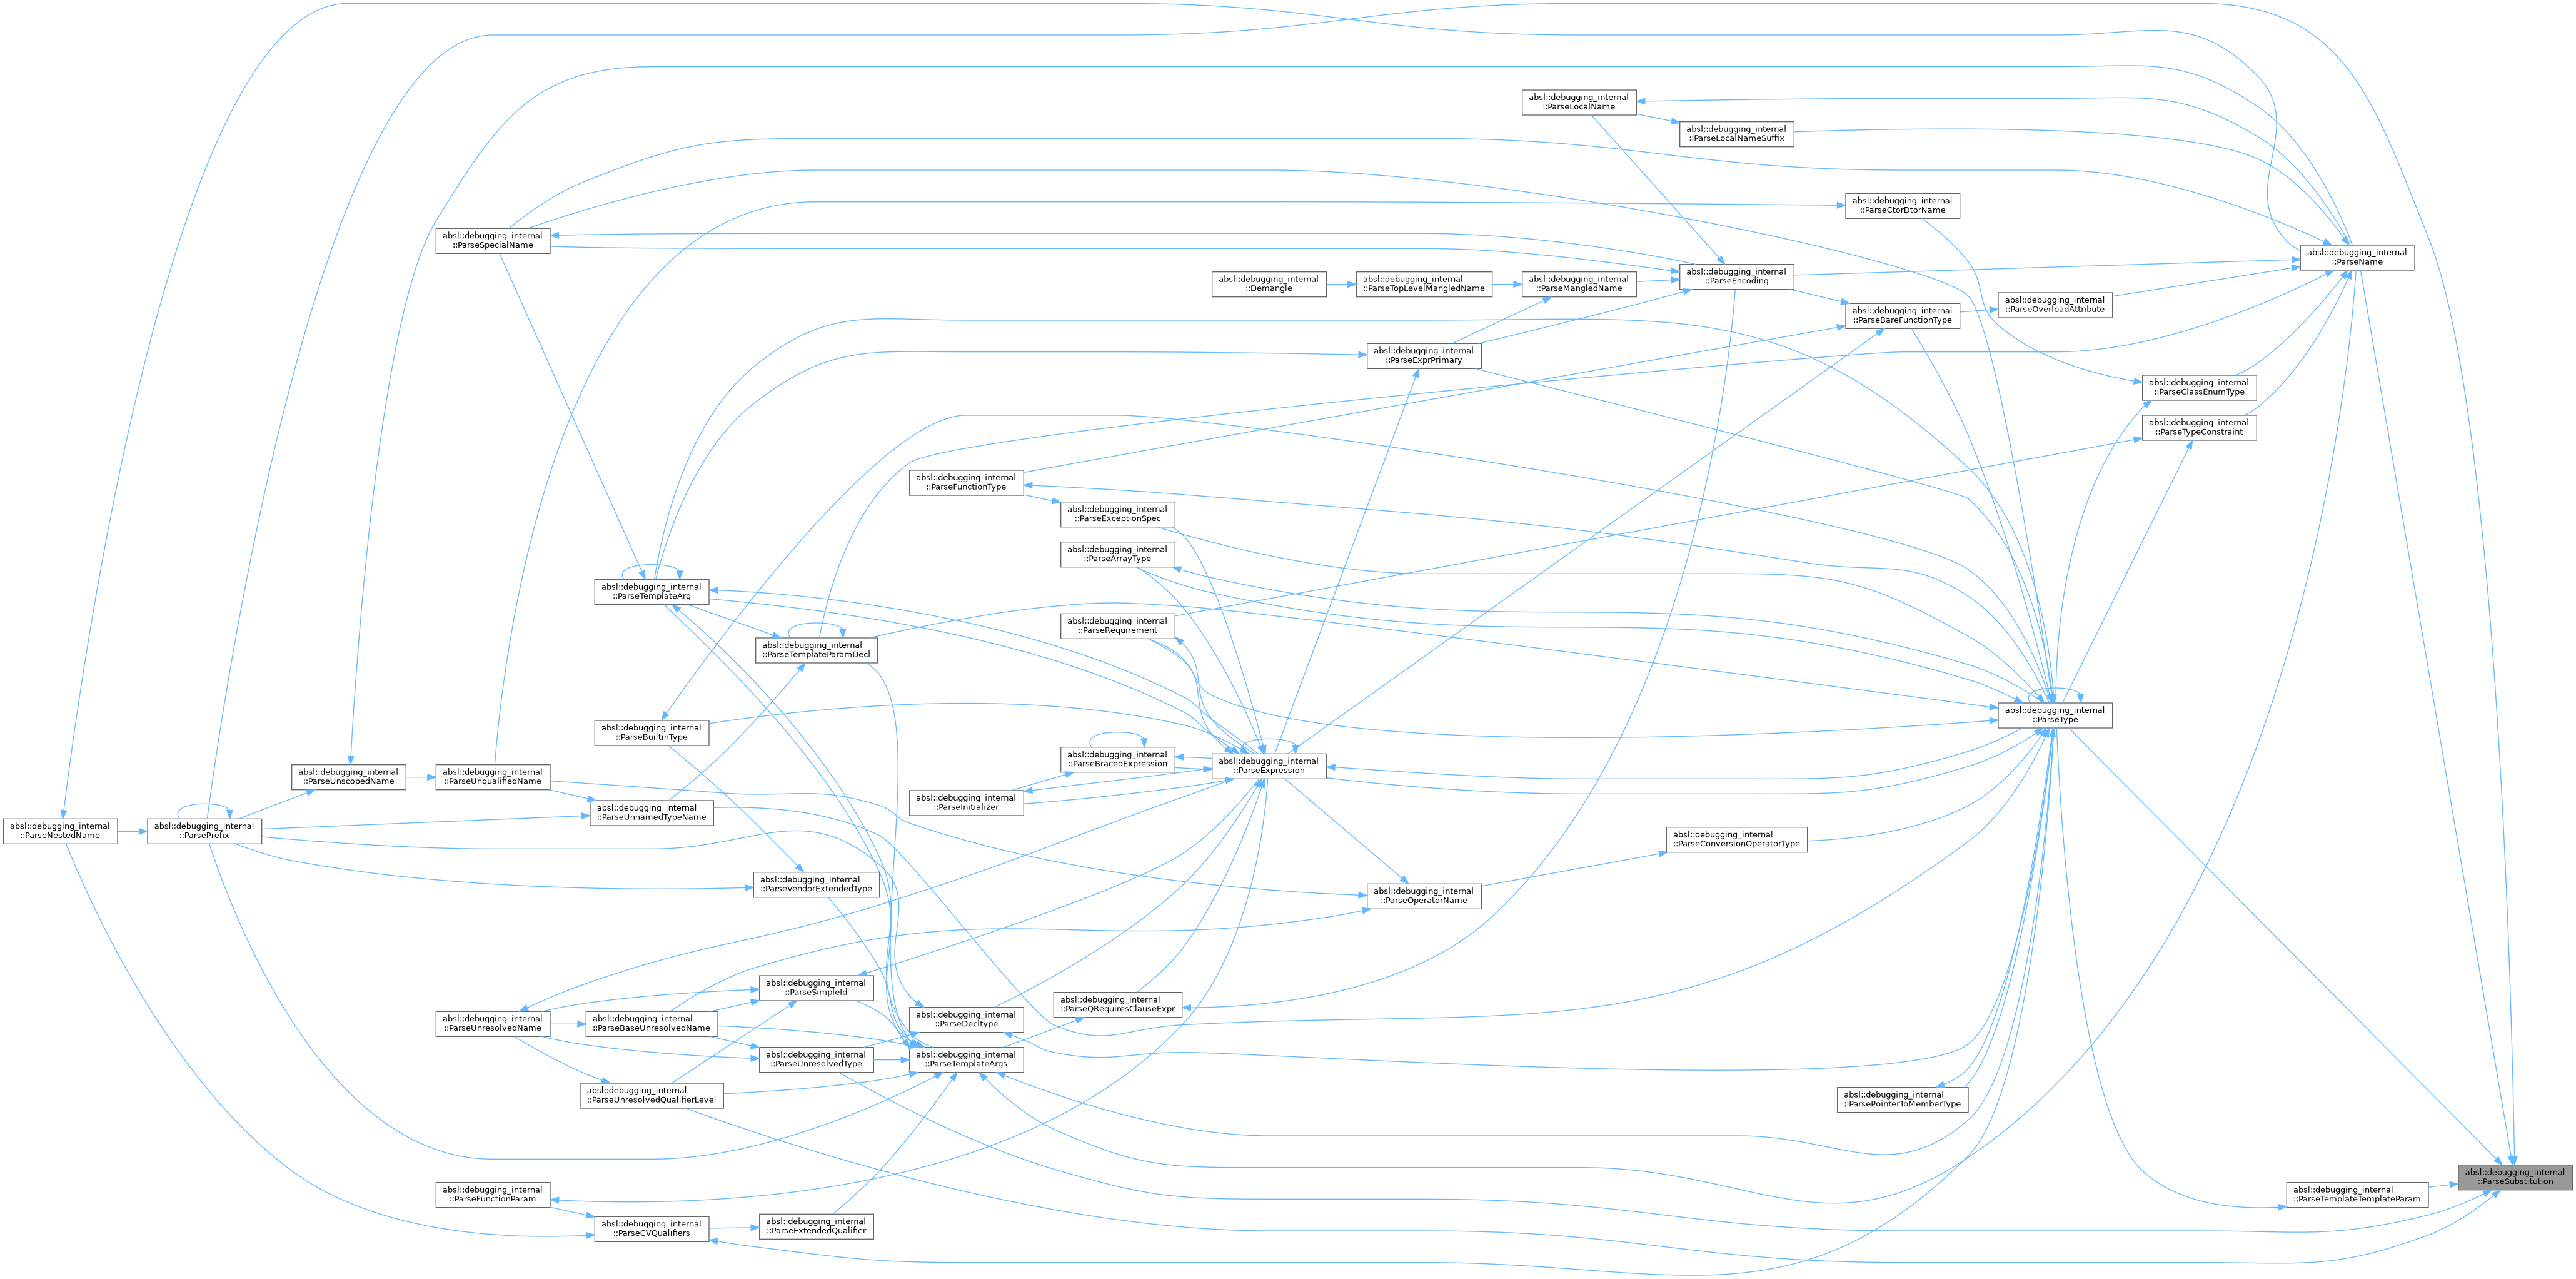 absl::debugging_internal
::ParseLocalName
absl::debugging_internal
::ParseLocalNameSuffix
absl::debugging_internal
::ParseCtorDtorName
absl::debugging_internal
::ParseSpecialName
absl::debugging_internal
::ParseName
absl::debugging_internal
::Demangle
absl::debugging_internal
::ParseTopLevelMangledName
absl::debugging_internal
::ParseMangledName
absl::debugging_internal
::ParseEncoding
absl::debugging_internal
::ParseOverloadAttribute
absl::debugging_internal
::ParseBareFunctionType
absl::debugging_internal
::ParseExprPrimary
absl::debugging_internal
::ParseClassEnumType
absl::debugging_internal
::ParseTypeConstraint
absl::debugging_internal
::ParseFunctionType
absl::debugging_internal
::ParseExceptionSpec
absl::debugging_internal
::ParseArrayType
absl::debugging_internal
::ParseTemplateArg
absl::debugging_internal
::ParseRequirement
absl::debugging_internal
::ParseTemplateParamDecl
absl::debugging_internal
::ParseType
absl::debugging_internal
::ParseBuiltinType
absl::debugging_internal
::ParseBracedExpression
absl::debugging_internal
::ParseExpression
absl::debugging_internal
::ParseUnscopedName
absl::debugging_internal
::ParseUnqualifiedName
absl::debugging_internal
::ParseInitializer
absl::debugging_internal
::ParseUnnamedTypeName
absl::debugging_internal
::ParseNestedName
absl::debugging_internal
::ParsePrefix
absl::debugging_internal
::ParseConversionOperatorType
absl::debugging_internal
::ParseVendorExtendedType
absl::debugging_internal
::ParseOperatorName
absl::debugging_internal
::ParseSimpleId
absl::debugging_internal
::ParseQRequiresClauseExpr
absl::debugging_internal
::ParseUnresolvedName
absl::debugging_internal
::ParseBaseUnresolvedName
absl::debugging_internal
::ParseDecltype
absl::debugging_internal
::ParseUnresolvedType
absl::debugging_internal
::ParseTemplateArgs
absl::debugging_internal
::ParseUnresolvedQualifierLevel
absl::debugging_internal
::ParsePointerToMemberType
absl::debugging_internal
::ParseSubstitution
absl::debugging_internal
::ParseFunctionParam
absl::debugging_internal
::ParseTemplateTemplateParam
absl::debugging_internal
::ParseCVQualifiers
absl::debugging_internal
::ParseExtendedQualifier